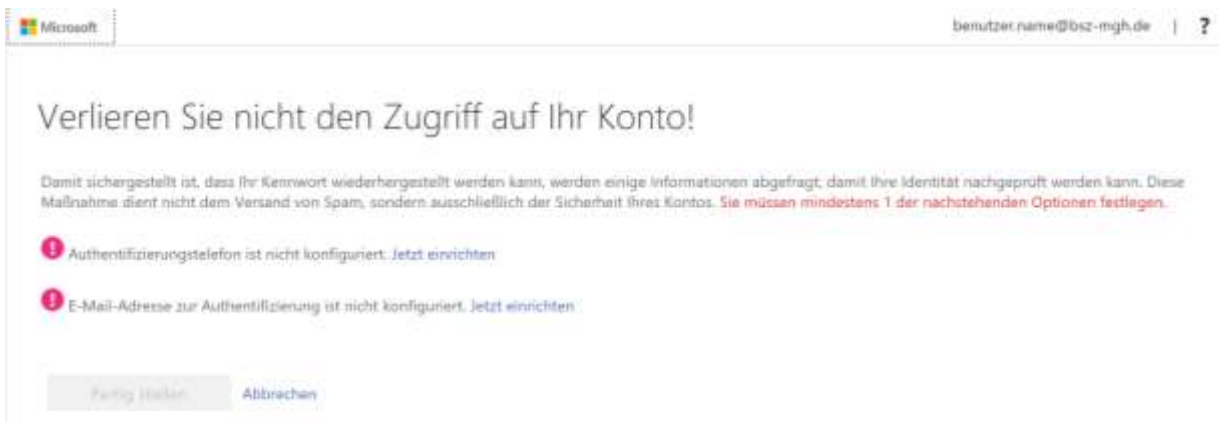 Microsoft
benutzer.name@bsz-mgh.de | ?
Verlieren Sie nicht den Zugriff auf Ihr Konto!
Damit sichergestellt ist, dass Ihr Kennwort wiederhergestellt werden kann, werden einige Informationen abgefragt, damit Ihre Identität nachgeprüft werden kann. Diese
Maßnahme dient nicht dem Versand von Spam, sondern ausschließlich der Sicherheit Ihres Kontos. Sie müssen mindestens 1 der nachstehenden Optionen festlegen.
Authentifizierungstelefon ist nicht konfiguriert. Jetzt einrichten
E-Mail-Adresse zur Authentifizierung ist nicht konfiguriert. Jetzt einrichten
Fertig stellen Abbrechen